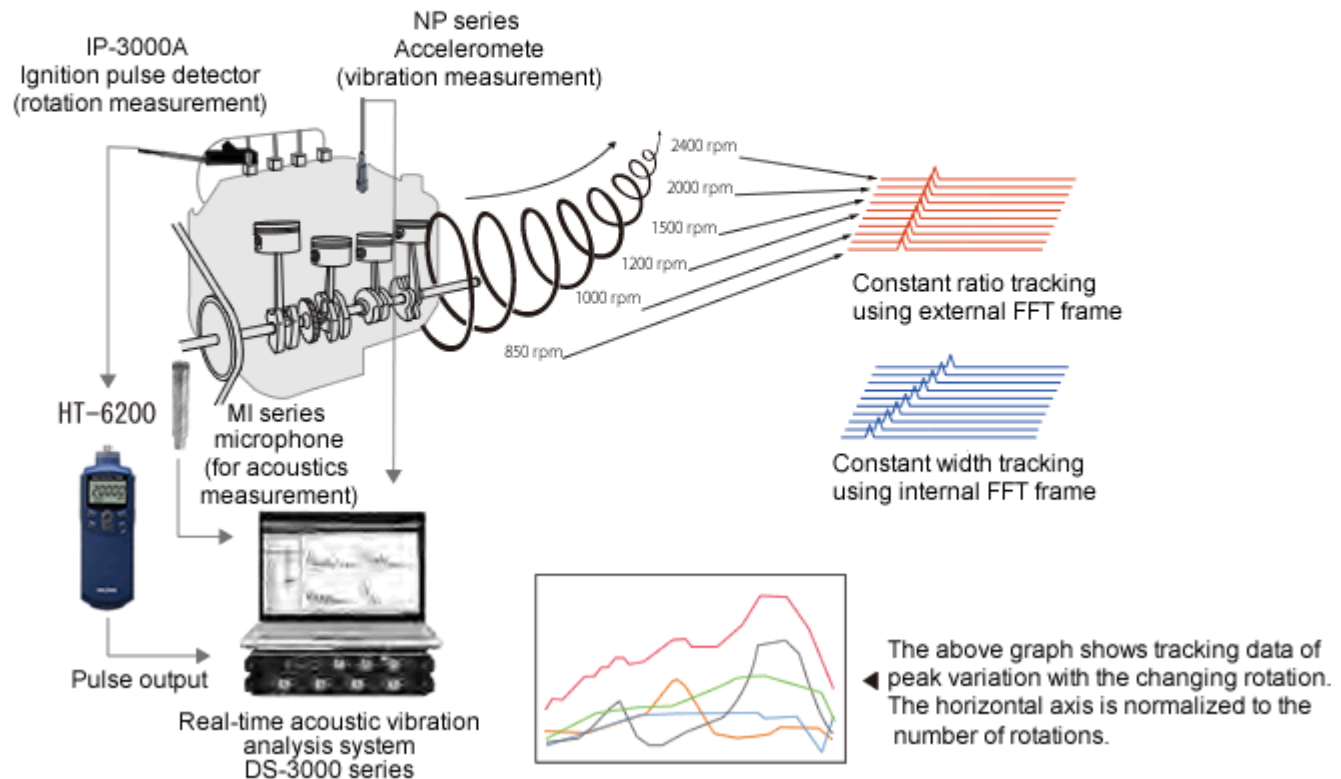 IP-3000A
Ignition pulse detector
(rotation measurement)
NP series
Acceleromete
(vibration measurement)
2400 rpm
2000 rpm
1500 rpm
1200 rpm
1000 rpm
850 rpm
Constant ratio tracking
using external FFT frame
Constant width tracking
using internal FFT frame
HT-6200
MI series
microphone
(for acoustics
measurement)
Pulse output
Real-time acoustic vibration
analysis system
DS-3000 series
The above graph shows tracking data of
peak variation with the changing rotation.
The horizontal axis is normalized to the
number of rotations.